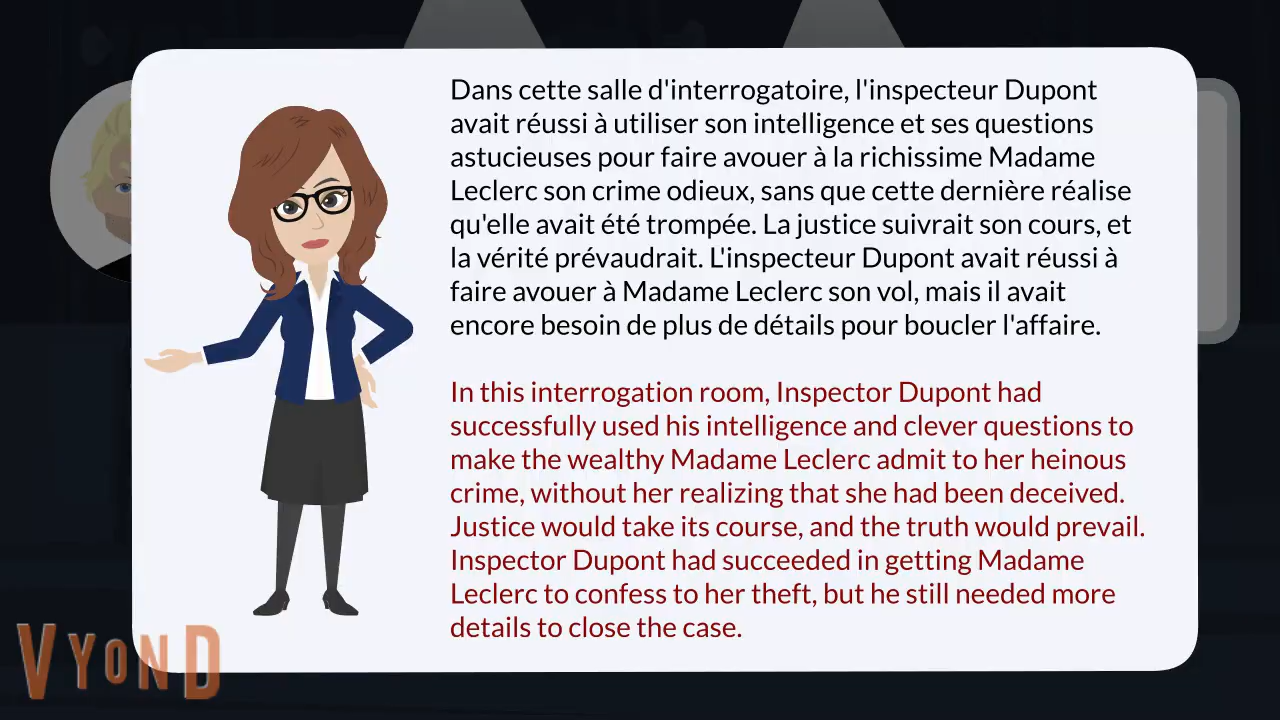 Dans cette salle d'interrogatoire, l'inspecteur Dupont
avait réussi à utiliser son intelligence et ses questions
astucieuses pour faire avouer à la richissime Madame
Leclerc son crime odieux, sans que cette dernière réalise
qu'elle avait été trompée. La justice suivrait son cours, et
la vérité prévaudrait. L'inspecteur Dupont avait réussi à
faire avouer à Madame Leclerc son vol, mais il avait
encore besoin de plus de détails pour boucler l'affaire.
In this interrogation room, Inspector Dupont had
successfully used his intelligence and clever questions to
make the wealthy Madame Leclerc admit to her heinous
crime, without her realizing that she had been deceived.
Justice would take its course, and the truth would prevail.
Inspector Dupont had succeeded in getting Madame
Leclerc to confess to her theft, but he still needed more
details to close the case.
VYOND